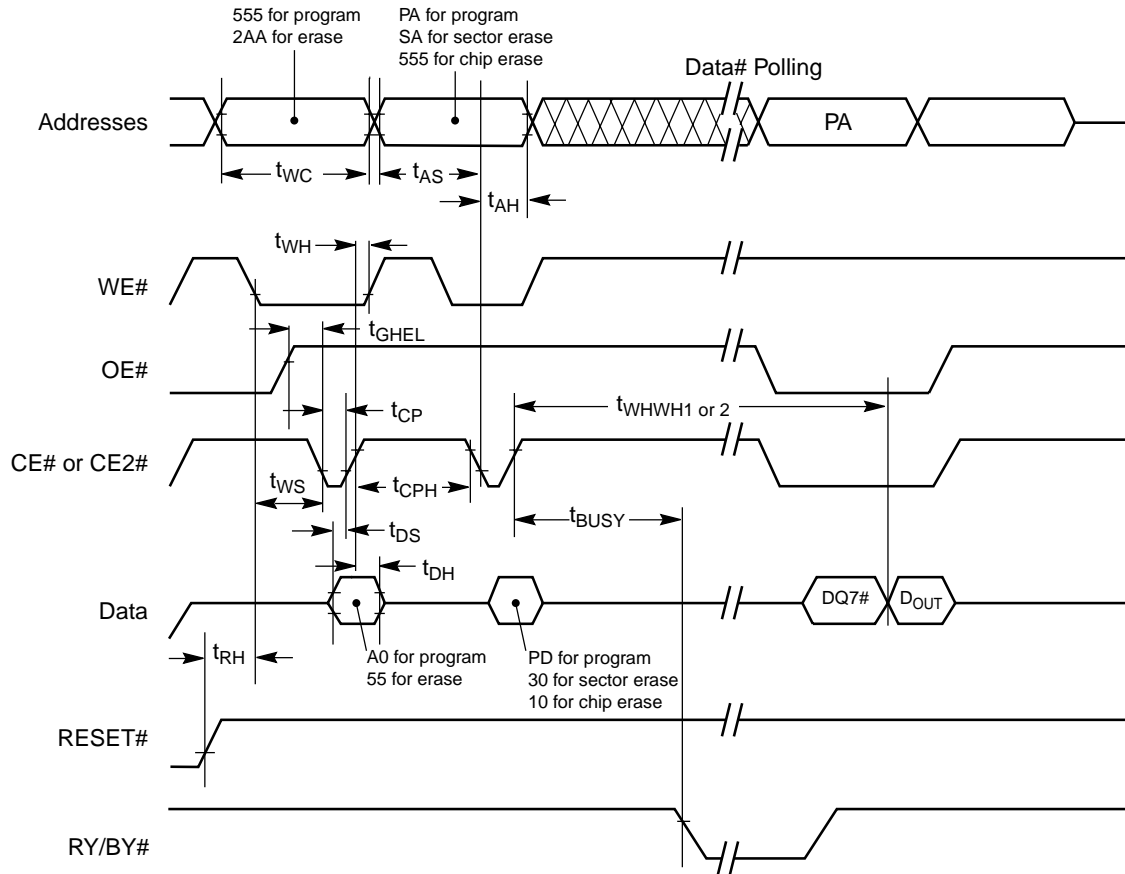 555 for program
2AA for erase
PA for program
SA for sector erase
555 for chip erase
Data# Polling
Addresses
PA
tWC
tAS
tAH
tWH
WE#
tGHEL
OE#
tWHWH1 or 2
tCP
CE# or CE2#
tWS
tCPH
tBUSY
tDS
tDH
Data
DQ7#
DOUT
tRH
A0 for program
55 for erase
PD for program
30 for sector erase
10 for chip erase
RESET#
RY/BY#